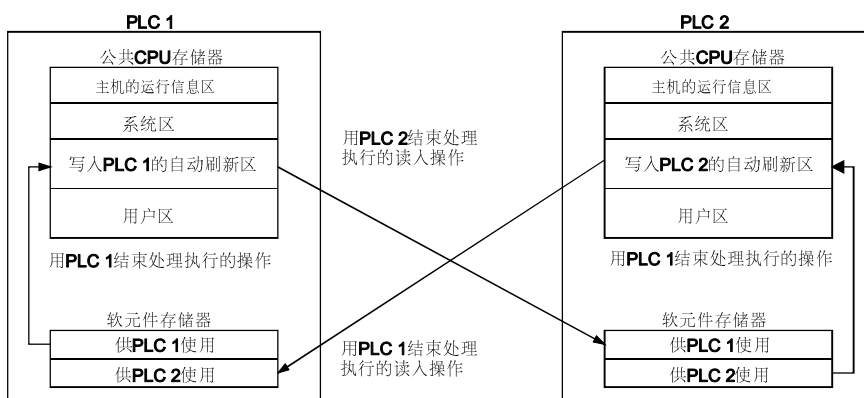 PLC 1
公共CPU存储器
主机的运行信息区
系统区
写入PLC 1的自动刷新区
用户区
用PLC 1结束处理执行的操作
软元件存储器
供PLC 1使用
供PLC 2使用
用PLC 2结束处理
执行的读入操作
用PLC 1结束处理
执行的读入操作
PLC 2
公共CPU存储器
主机的运行信息区
系统区
写入PLC 2的自动刷新区
用户区
用PLC 1结束处理执行的操作
软元件存储器
供PLC 1使用
供PLC 2使用